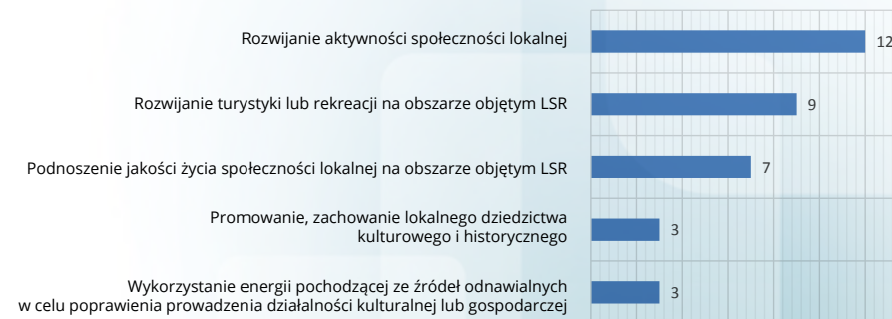 Rozwijanie aktywności społeczności lokalnej
12
Rozwijanie turystyki lub rekreacji na obszarze objętym LSR
9
Podnoszenie jakości życia społeczności lokalnej na obszarze objętym LSR
7
Promowanie, zachowanie lokalnego dziedzictwa
kulturowego i historycznego
3
Wykorzystanie energii pochodzącej ze źródeł odnawialnych
w celu poprawienia prowadzenia działalności kulturalnej lub gospodarczej
3